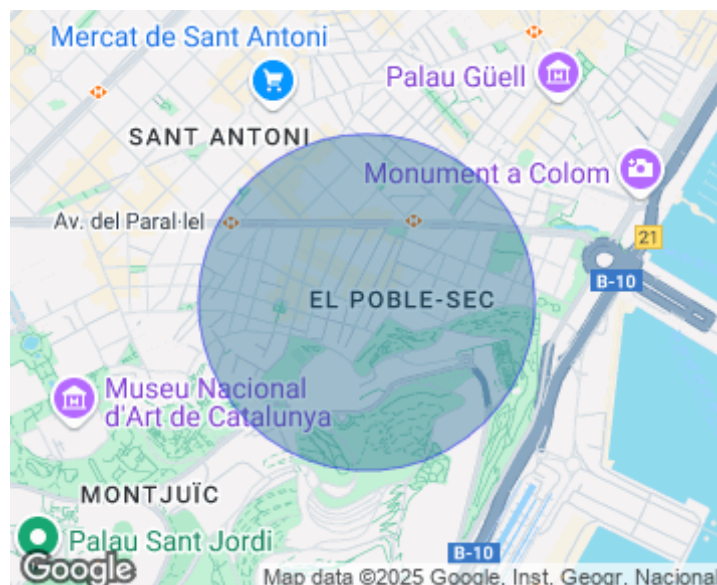 Mercat de Sant Antoni
Palau Güell
SANT ANTONI
Monument a Colom
Av. del Paral·lel
21
B-10
EL POBLE-SEC
Museu Nacional
d'Art de Catalunya
MONTJUÏC
Palau Sant Jordi
B-10
Google
Map data ©2025 Google, Inst. Geogr. Nacional